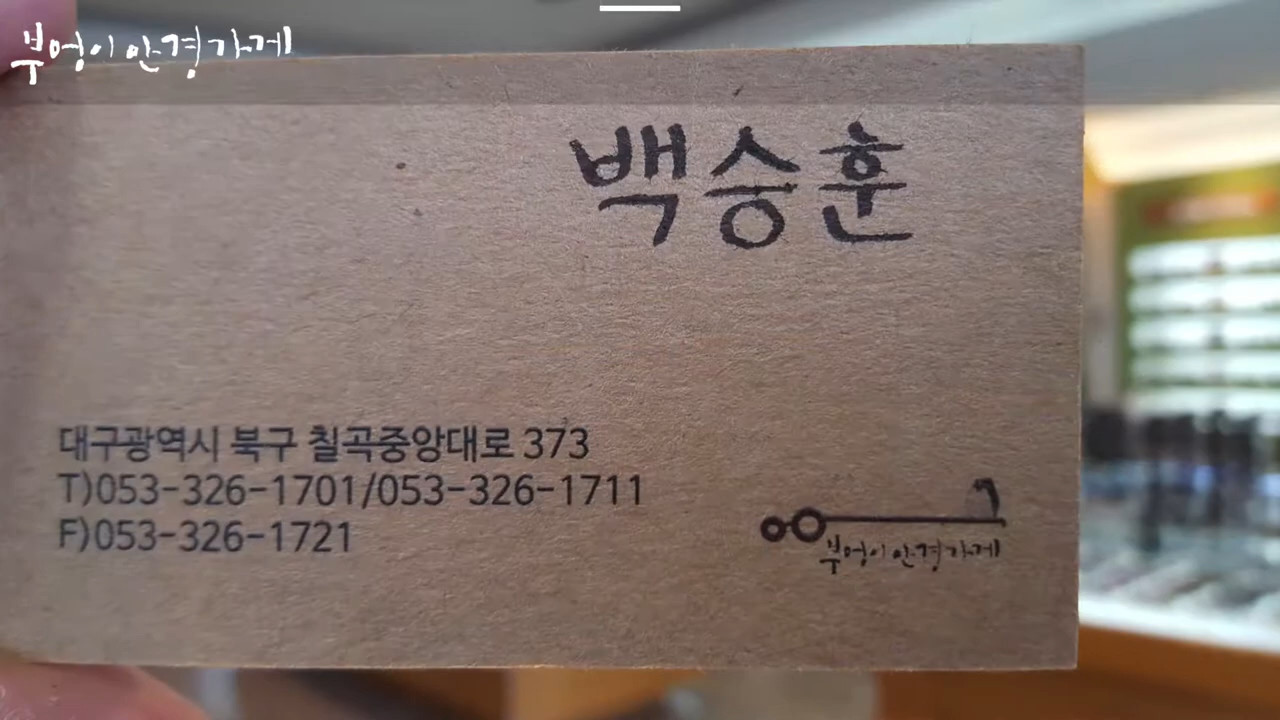 부엉이안경가게
백승훈
대구광역시 북구 칠곡중앙대로 373
T)053-326-1701/053-326-1711
F)053-326-1721
부엉이안경가게